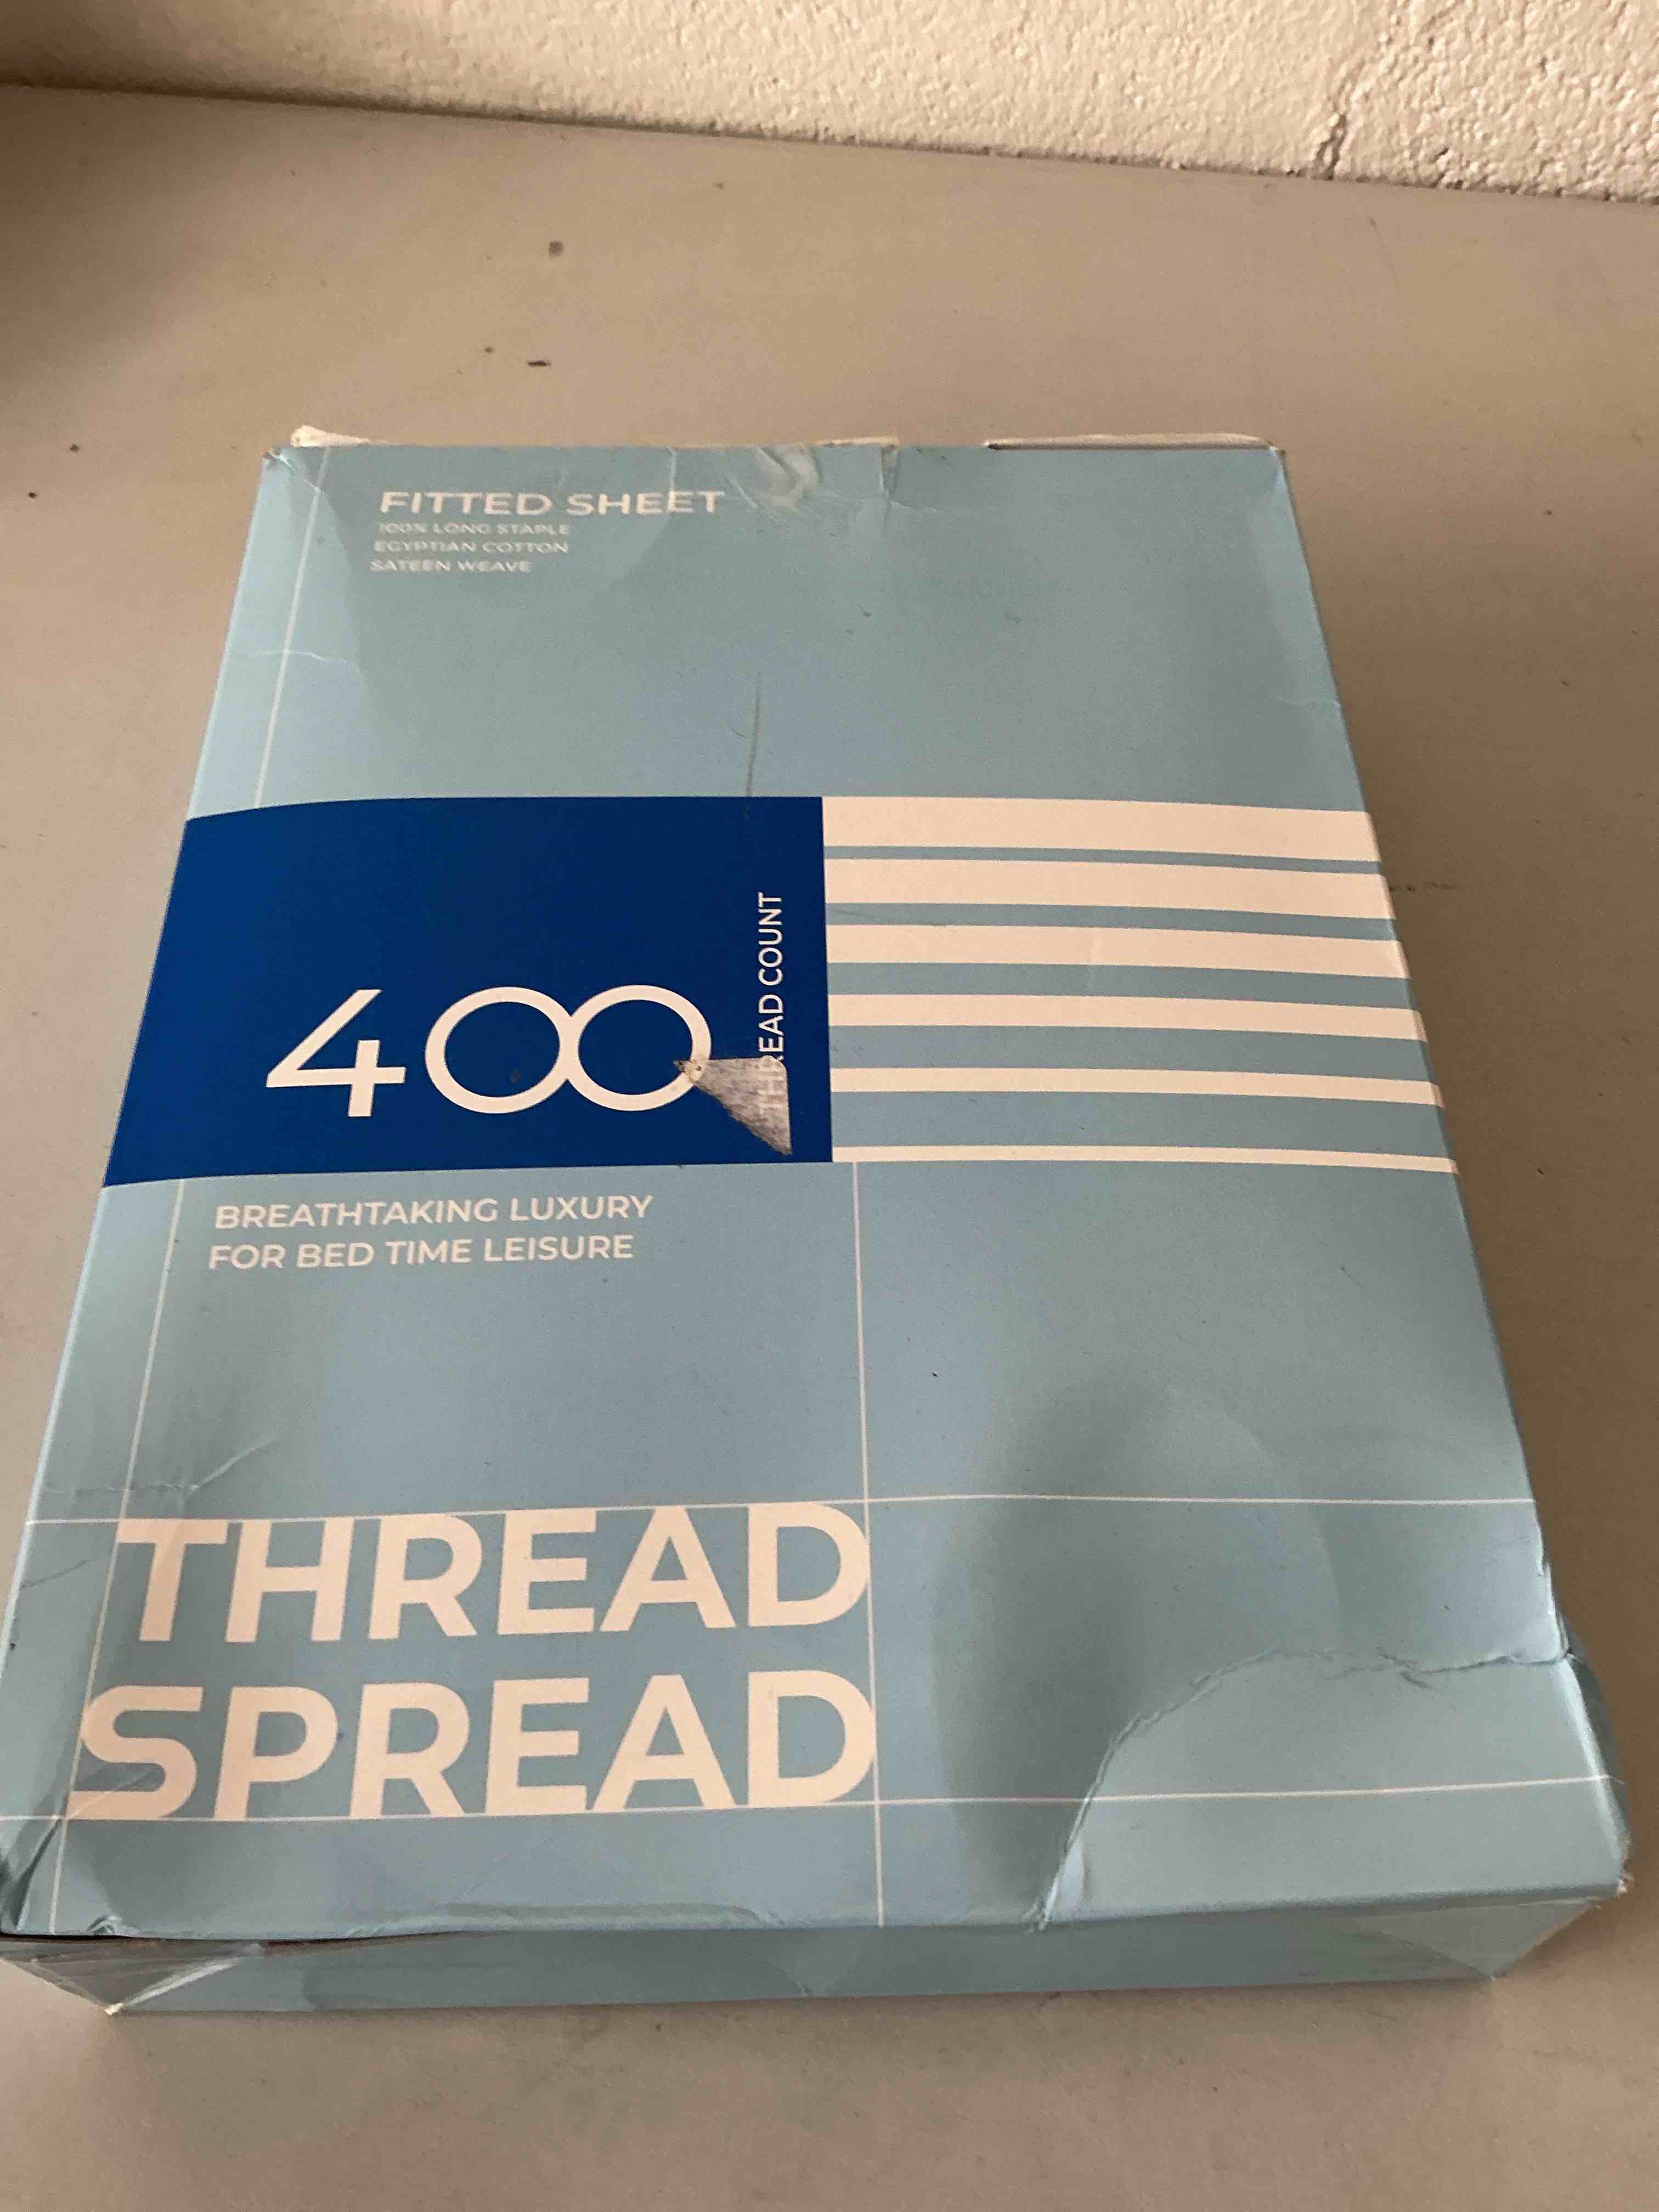 FITTED SHEET
100% LONG STAPLE
EGYPTIAN COTTON
SATEEN WEAVE
400
READ COUNT
BREATHTAKING LUXURY
FOR BED TIME LEISURE
THREAD
SPREAD